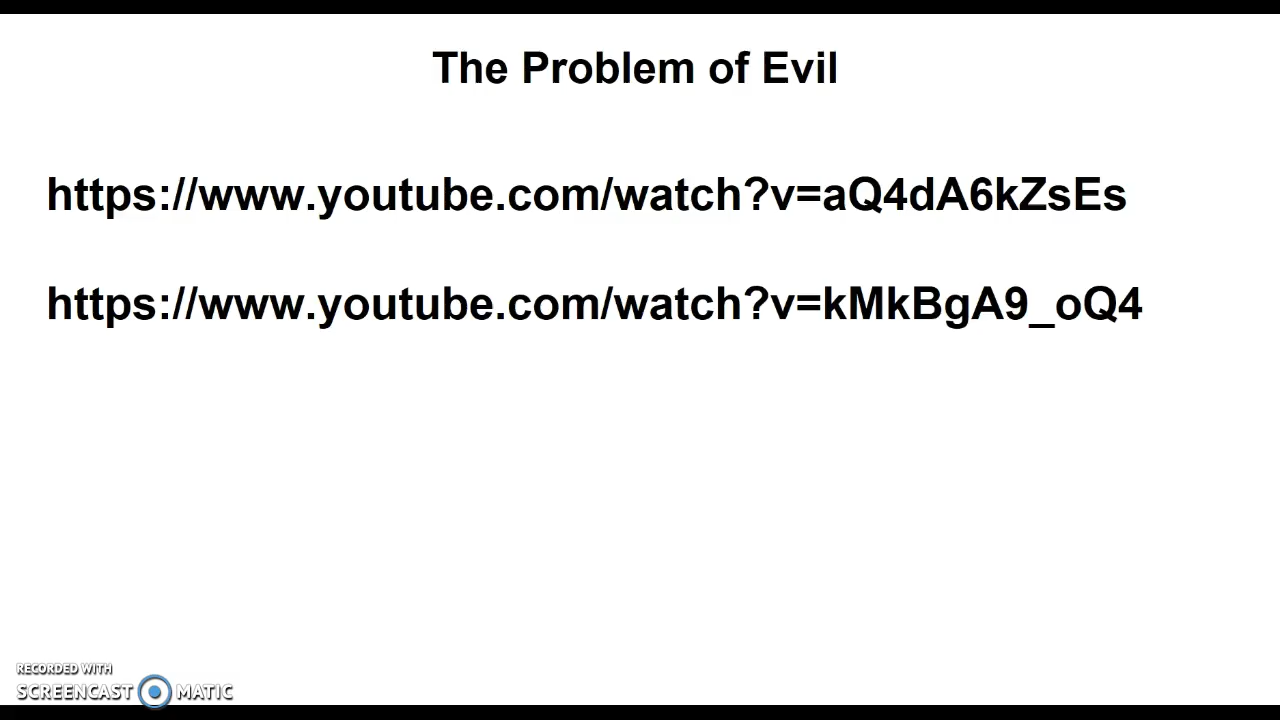 The Problem of Evil
https://www.youtube.com/watch?v=aQ4dA6kZsEs
https://www.youtube.com/watch?v=kMkBgA9_oQ4
RECORDED WITH
SCREENCAST MATIC